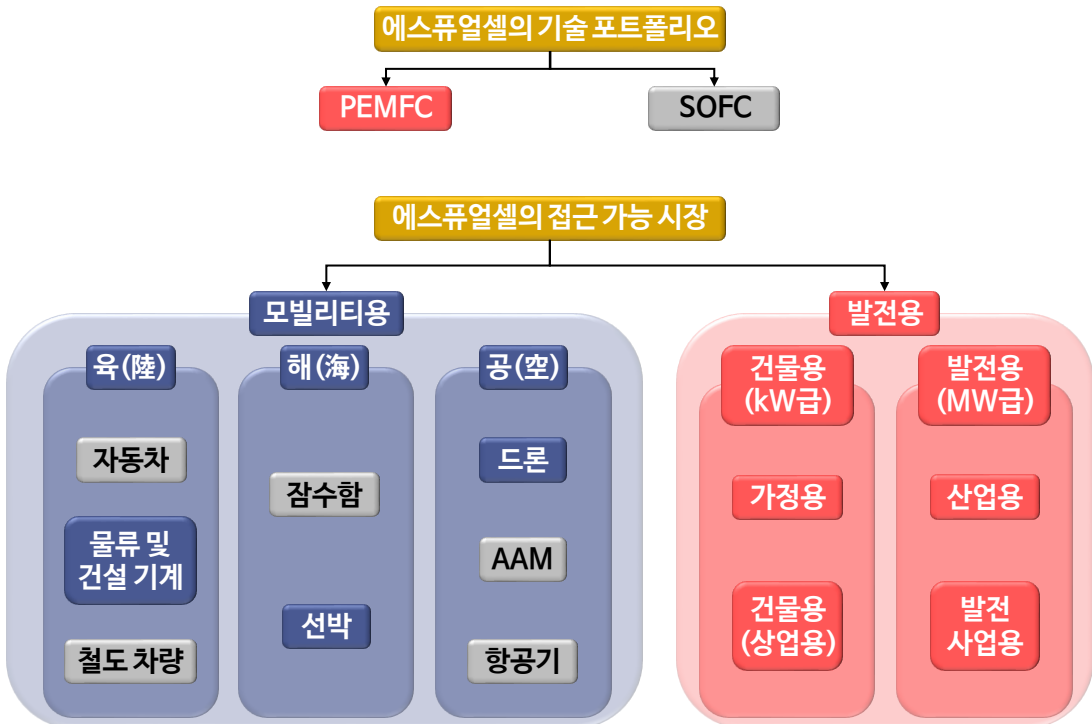 에스퓨얼셀의 기술 포트폴리오
PEMFC
SOFC
에스퓨얼셀의 접근 가능 시장
모빌리티용
발전용
육(陸)
해(海)
공(空)
건물용
(kW급)
발전용
(MW급)
자동차
물류 및
건설 기계
철도 차량
잠수함
선박
드론
AAM
항공기
가정용
건물용
(상업용)
산업용
발전
사업용